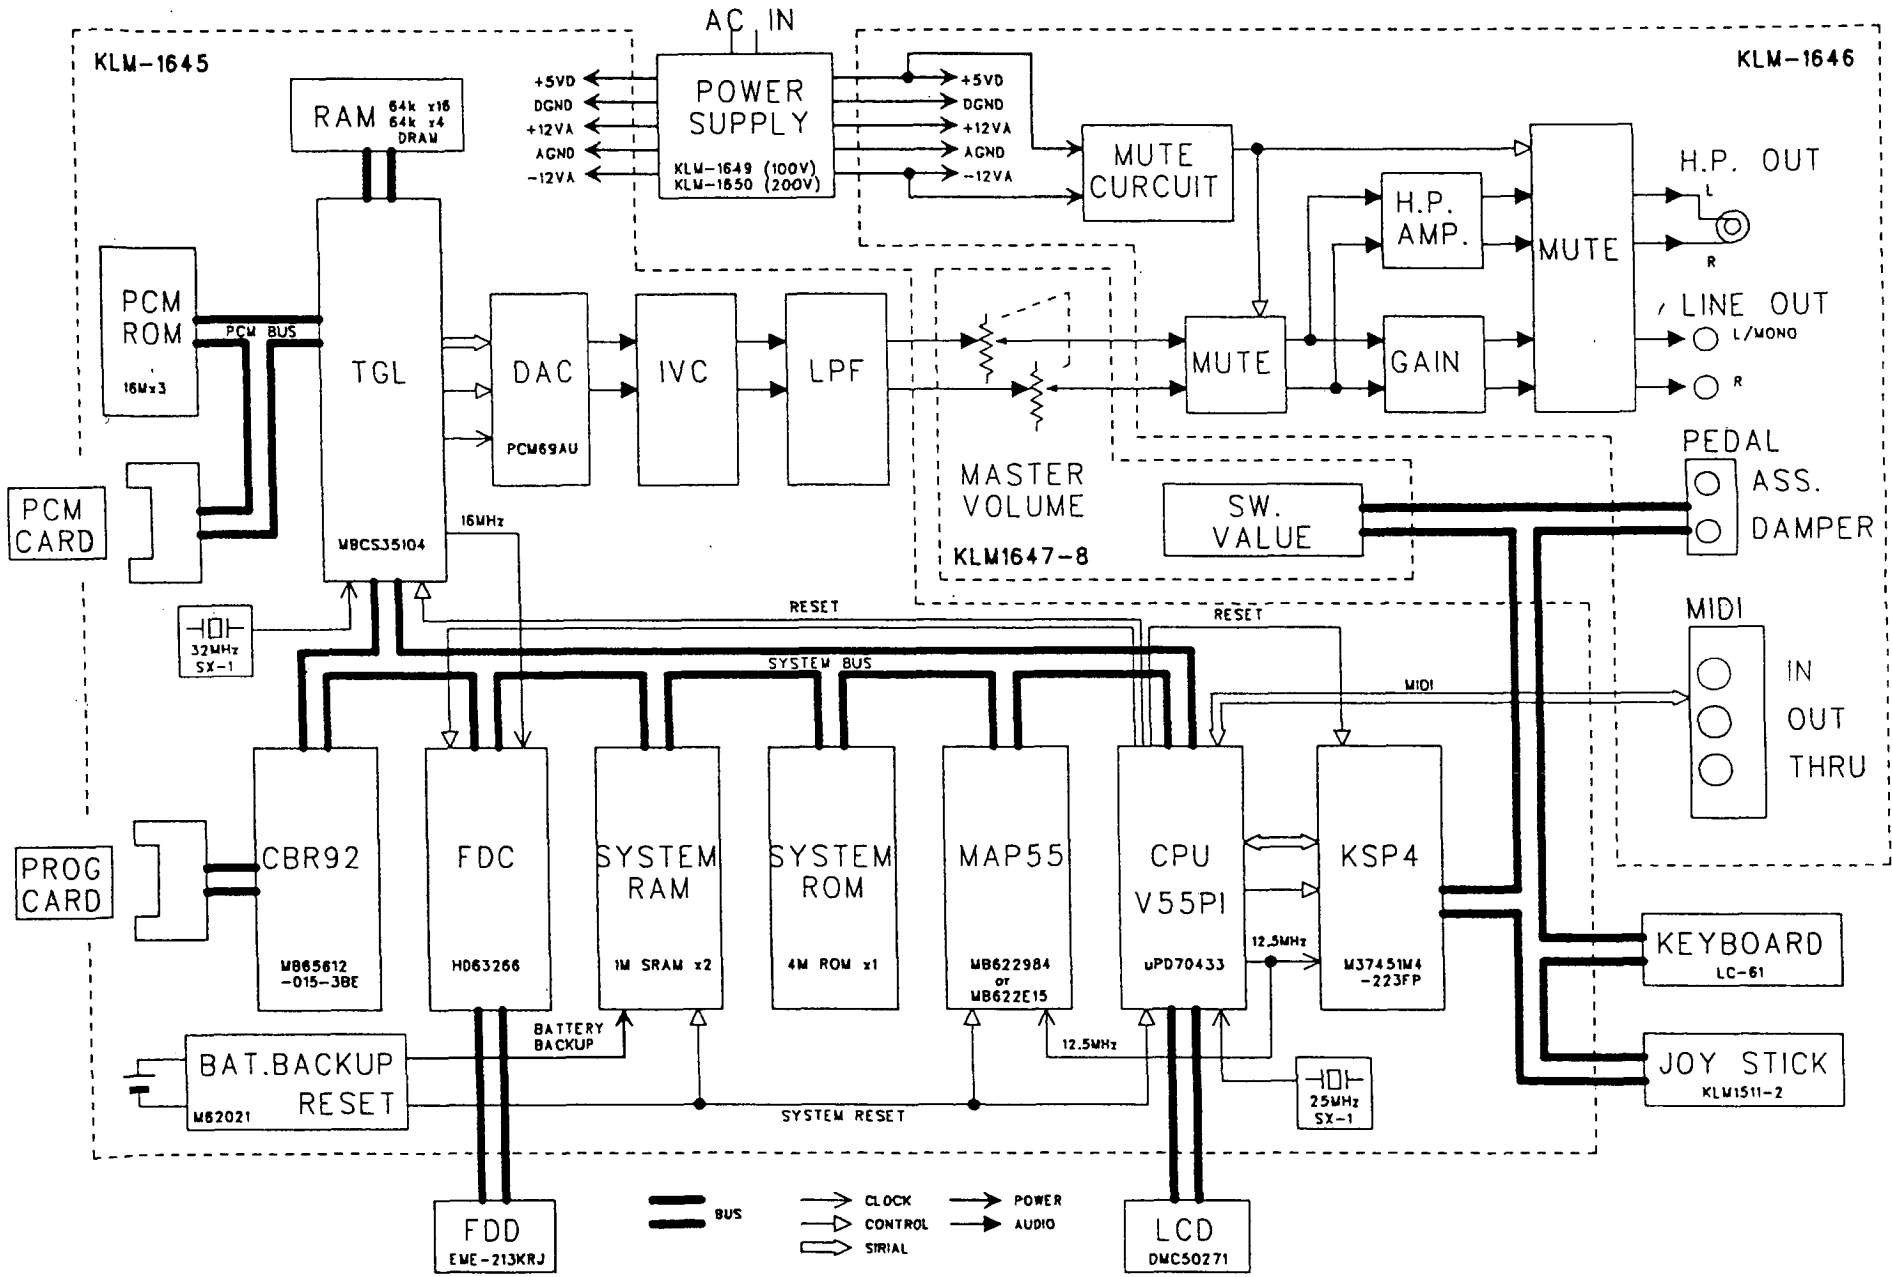 AC IN
KLM-1645
KLM-1646
RAM
64k x16
64k x4
DRAM
+5VD
DGND
+12VA
AGND
-12VA
POWER
SUPPLY
KLM-1649 (100V)
KLM-1650 (200V)
+5VD
DGND
+12VA
AGND
-12VA
MUTE
CURCUIT
H.P.
AMP.
MUTE
H.P. OUT
L
R
LINE OUT
L/MONO
R
PCM
ROM
16Mx3
PCM BUS
TGL
MBCS35104
DAC
PCM69AU
IVC
LPF
MUTE
GAIN
MASTER
VOLUME
KLM1647-8
SW.
VALUE
PEDAL
ASS.
DAMPER
PCM
CARD
16MHz
32MHz
SX-1
RESET
RESET
SYSTEM BUS
MIDI
MIDI
IN
OUT
THRU
PROG
CARD
CBR92
MB65612
-015-3BE
FDC
HD63266
SYSTEM
RAM
1M SRAM x2
SYSTEM
ROM
4M ROM x1
MAP55
MB622984
or
MB622E15
CPU
V55PI
uPD70433
12.5MHz
KSP4
M37451M4
-223FP
KEYBOARD
LC-61
BAT.BACKUP
RESET
M62021
BATTERY
BACKUP
12.5MHz
SYSTEM RESET
25MHz
SX-1
JOY STICK
KLM1511-2
FDD
EME-213KRJ
BUS
CLOCK
CONTROL
SIRIAL
POWER
AUDIO
LCD
DMC50271